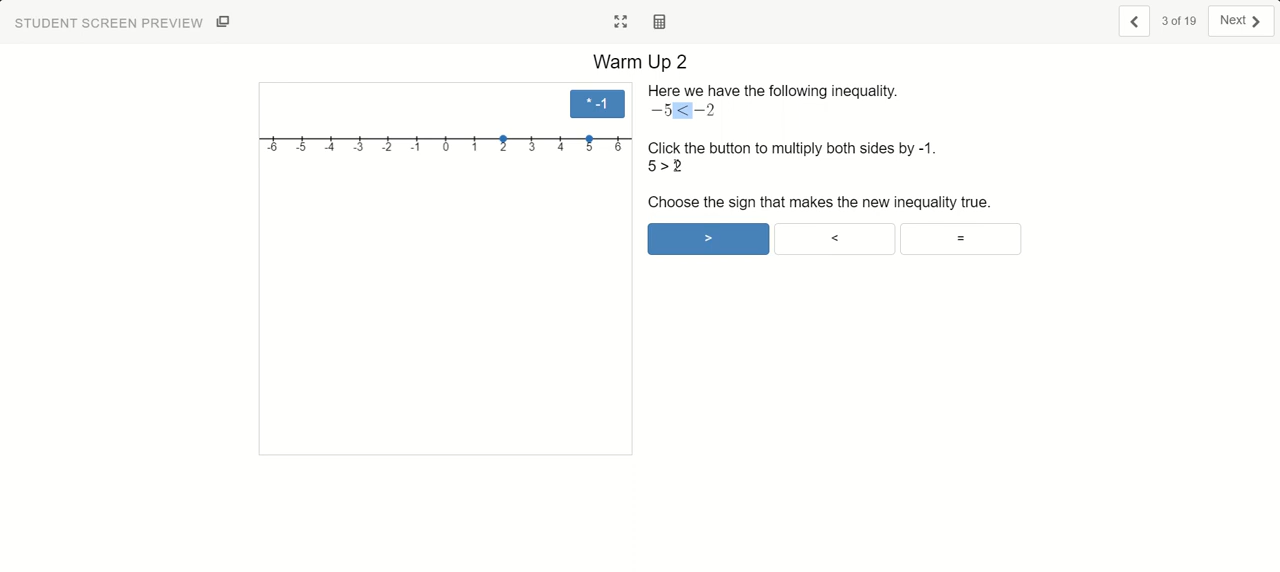 STUDENT SCREEN PREVIEW
3 of 19
Next
Warm Up 2
* -1
-6 -5 -4 -3 -2 -1 0 1 2 3 4 5 6
Here we have the following inequality.
−5 < −2
Click the button to multiply both sides by -1.
5 > 2
Choose the sign that makes the new inequality true.
> < =